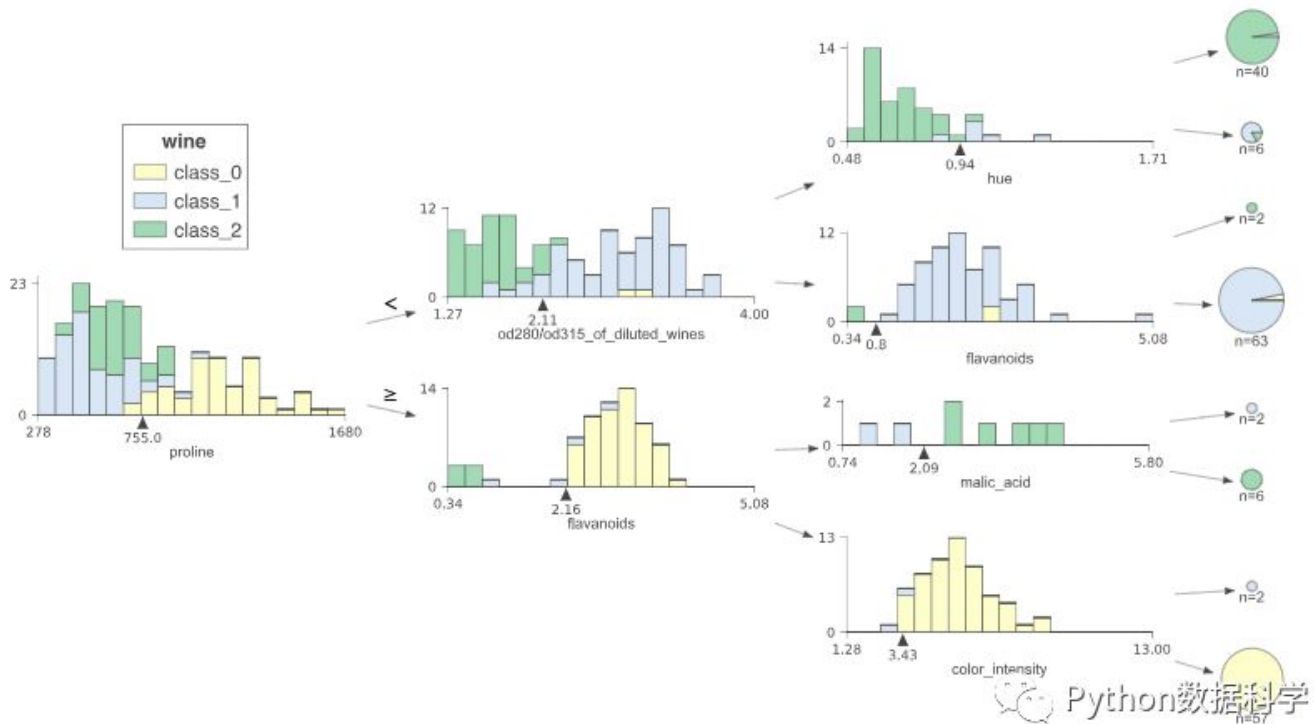 wine
class_0
class_1
class_2
23
0
278
755.0
1680
proline
<
≥
12
0
1.27
2.11
4.00
od280/od315_of_diluted_wines
14
0
0.34
2.16
5.08
flavanoids
14
0
0.48
0.94
1.71
hue
12
0
0.34
0.8
5.08
flavanoids
2
0
0.74
2.09
5.80
malic_acid
13
0
1.28
3.43
13.00
color_intensity
n=40
n=6
n=2
n=63
n=2
n=6
n=2
n=57
Python数据科学